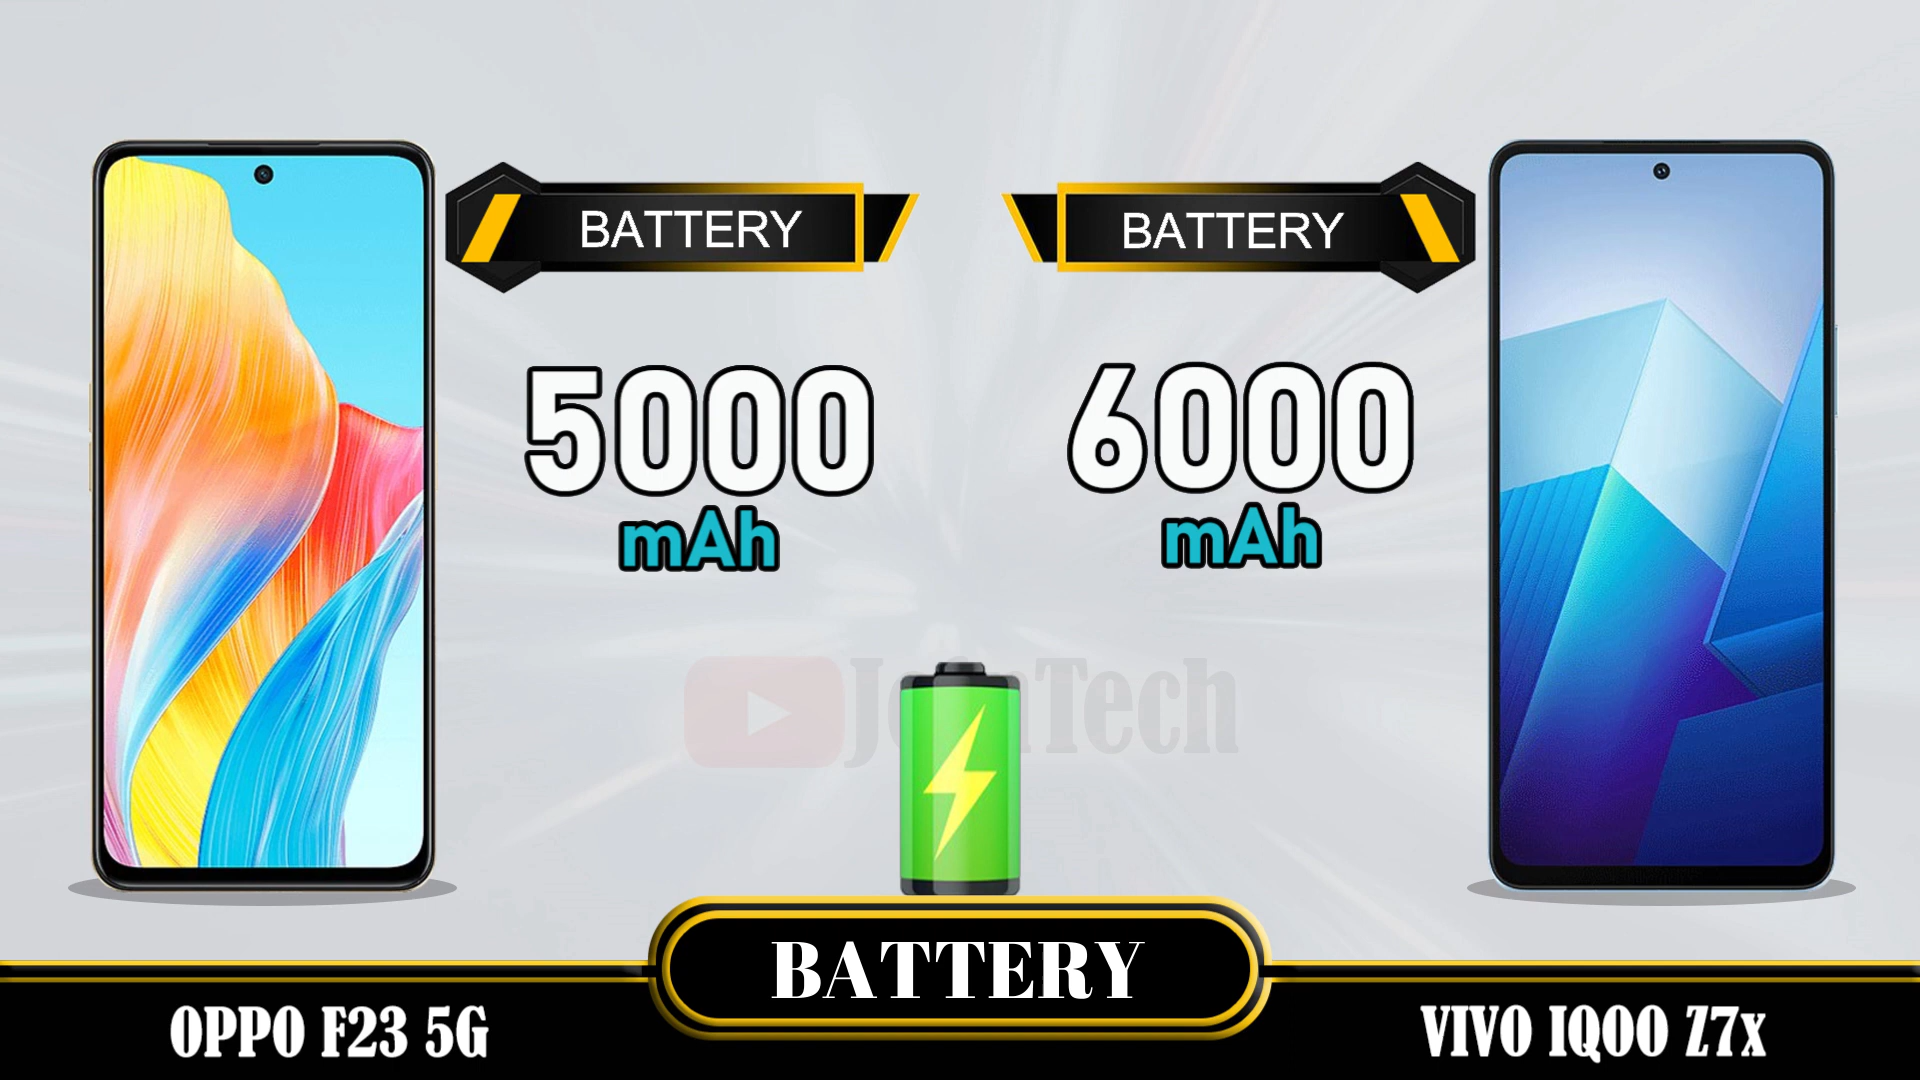 BATTERY
BATTERY
5000
mAh
6000
mAh
BATTERY
OPPO F23 5G
VIVO IQOO Z7x